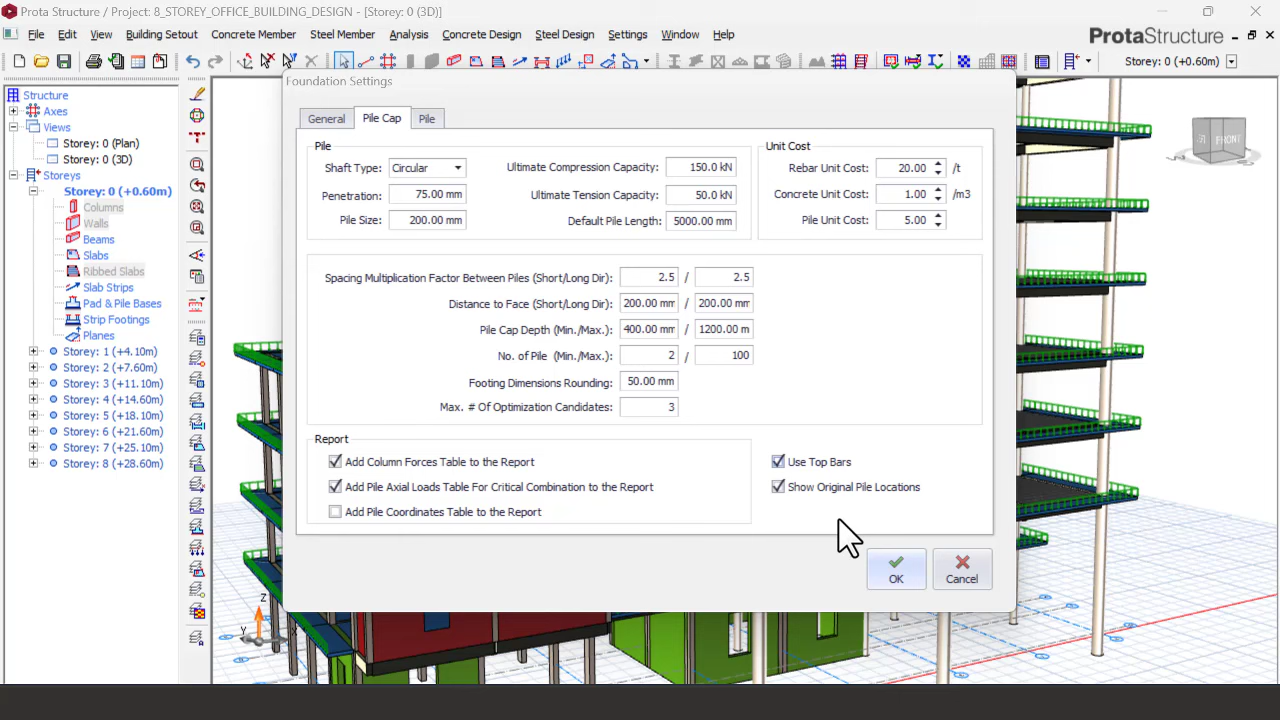 Prota Structure / Project: 8_STOREY_OFFICE_BUILDING_DESIGN - [Storey: 0 (3D)]
File Edit View Building Setout Concrete Member Steel Member Analysis Concrete Design Steel Design Settings Window Help
ProtaStructure
Storey: 0 (+0.60m)
Structure
Axes
Views
Storey: 0 (Plan)
Storey: 0 (3D)
Storeys
Storey: 0 (+0.60m)
Columns
Walls
Beams
Slabs
Ribbed Slabs
Slab Strips
Pad & Pile Bases
Strip Footings
Planes
Storey: 1 (+4.10m)
Storey: 2 (+7.60m)
Storey: 3 (+11.10m)
Storey: 4 (+14.60m)
Storey: 5 (+18.10m)
Storey: 6 (+21.60m)
Storey: 7 (+25.10m)
Storey: 8 (+28.60m)
Foundation Settings
General Pile Cap Pile
Pile
Shaft Type: Circular
Penetration: 75.00 mm
Pile Size: 200.00 mm
Ultimate Compression Capacity: 150.0 kN
Ultimate Tension Capacity: 50.0 kN
Default Pile Length: 5000.00 mm
Unit Cost
Rebar Unit Cost: 20.00 /t
Concrete Unit Cost: 1.00 /m3
Pile Unit Cost: 5.00
Spacing Multiplication Factor Between Piles (Short/Long Dir): 2.5 / 2.5
Distance to Face (Short/Long Dir): 200.00 mm / 200.00 mm
Pile Cap Depth (Min./Max.): 400.00 mm / 1200.00 m
No. of Pile (Min./Max.): 2 / 100
Footing Dimensions Rounding: 50.00 mm
Max. # Of Optimization Candidates: 3
Report
Add Column Forces Table to the Report
Add Pile Axial Loads Table For Critical Combination to the Report
Add Pile Coordinates Table to the Report
Use Top Bars
Show Original Pile Locations
OK
Cancel
FRONT
Z
Y